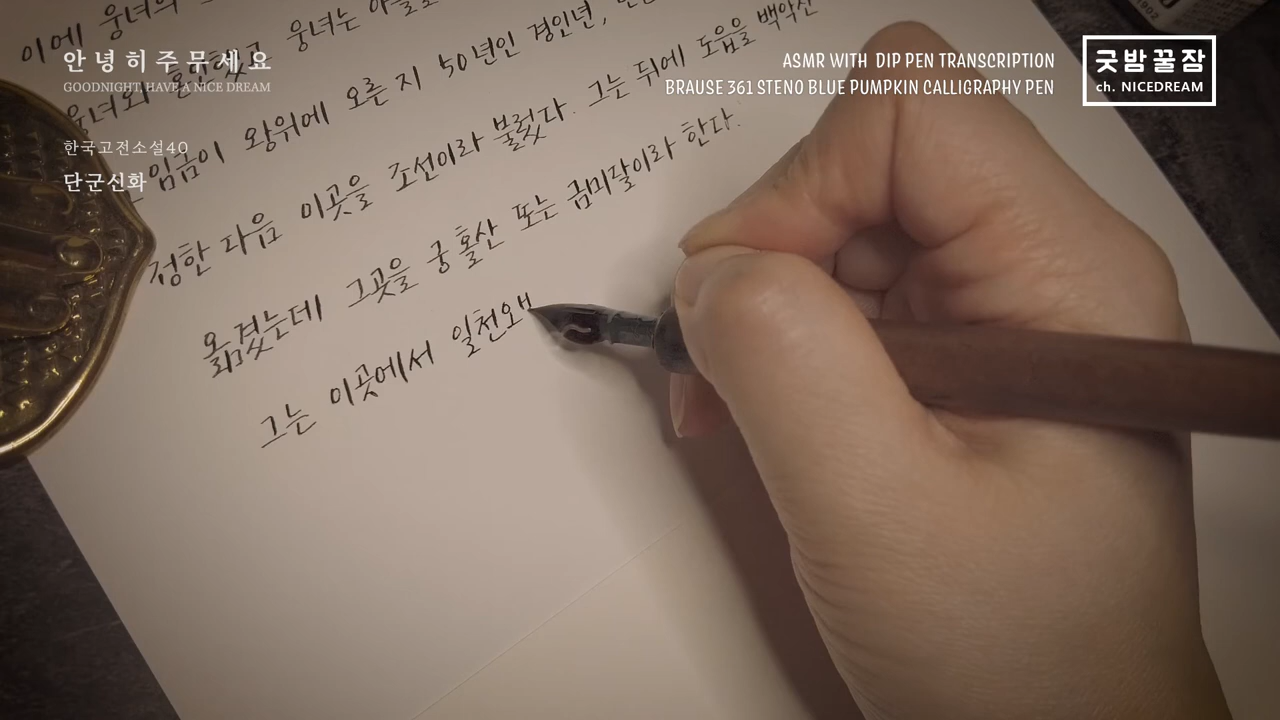 안녕히주무세요
GOODNIGHT, HAVE A NICE DREAM
한국고전소설40
단군신화
ASMR WITH DIP PEN TRANSCRIPTION
BRAUSE 361 STENO BLUE PUMPKIN CALLIGRAPHY PEN
굿밤꿀잠
ch. NICEDREAM
이에 웅녀의
웅녀와 혼인했고 웅녀는 아들을
임금이 왕위에 오른 지 50년인 경인년,
도읍을 백악산
정한 다음 이곳을 조선이라 불렀다. 그는 뒤에
옮겼는데 그곳을 궁홀산 또는 금미달이라 한다.
그는 이곳에서 일천오ㅂ